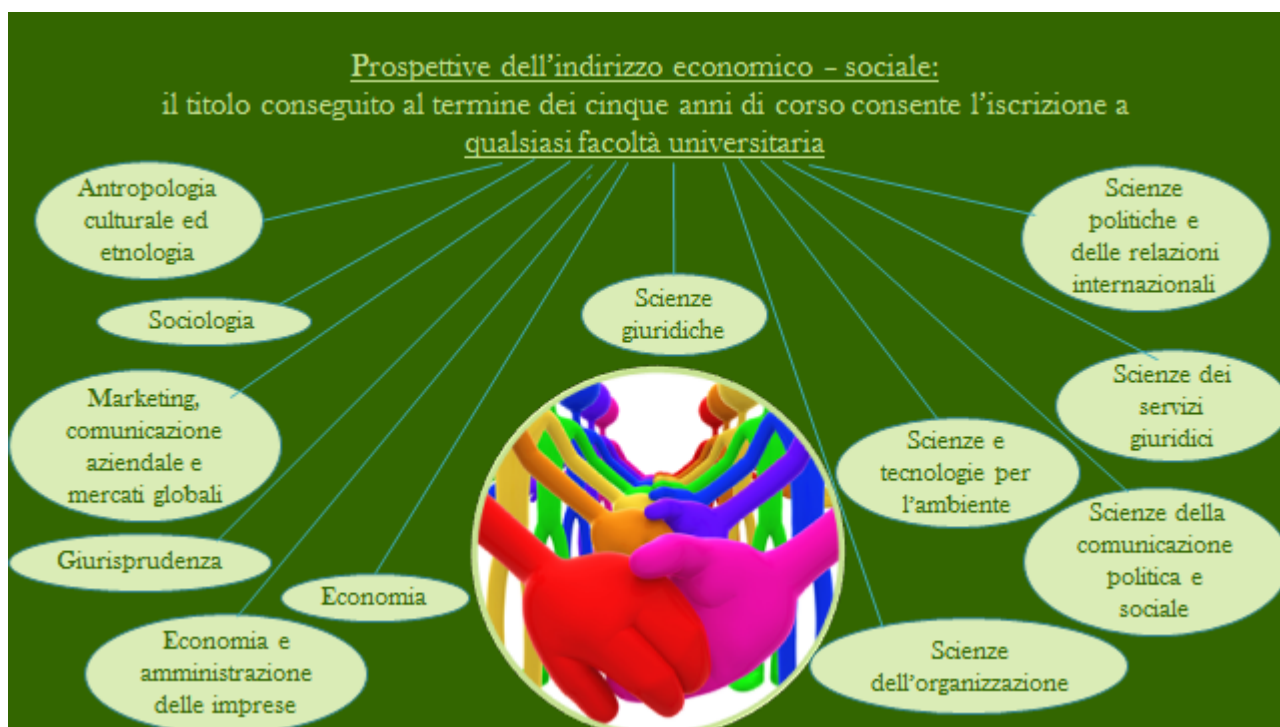 Prospettive dell'indirizzo economico – sociale:
il titolo conseguito al termine dei cinque anni di corso consente l'iscrizione a
qualsiasi facoltà universitaria
Antropologia
culturale ed
etnologia
Sociologia
Marketing,
comunicazione
aziendale e
mercati globali
Giurisprudenza
Economia e
amministrazione
delle imprese
Economia
Scienze
giuridiche
Scienze
dell'organizzazione
Scienze e
tecnologie per
l'ambiente
Scienze della
comunicazione
politica e
sociale
Scienze dei
servizi
giuridici
Scienze
politiche e
delle relazioni
internazionali